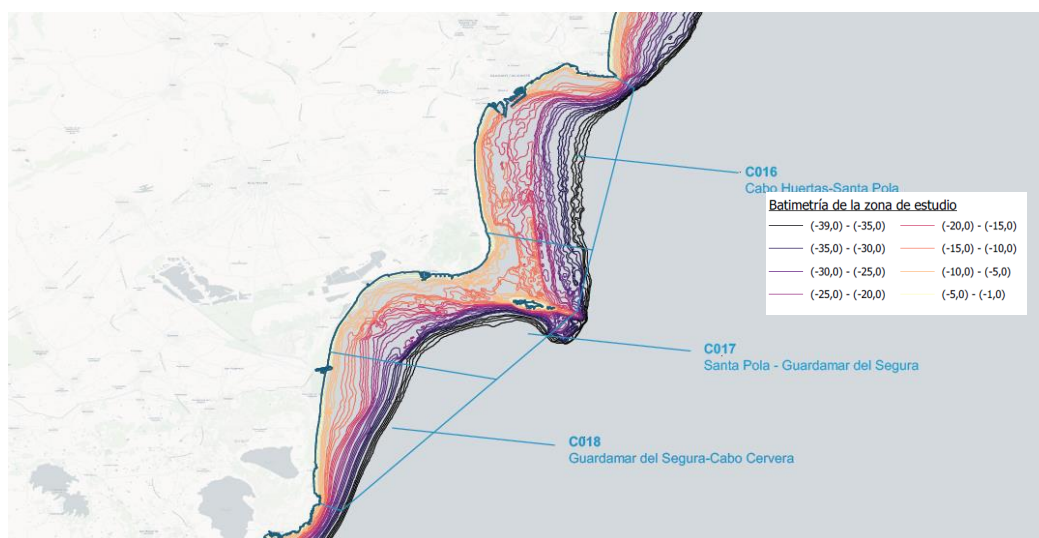 C016
Cabo Huertas-Santa Pola
Batimetría de la zona de estudio
(-39,0) - (-35,0)
(-20,0) - (-15,0)
(-35,0) - (-30,0)
(-15,0) - (-10,0)
(-30,0) - (-25,0)
(-10,0) - (-5,0)
(-25,0) - (-20,0)
(-5,0) - (-1,0)
C017
Santa Pola - Guardamar del Segura
C018
Guardamar del Segura-Cabo Cervera